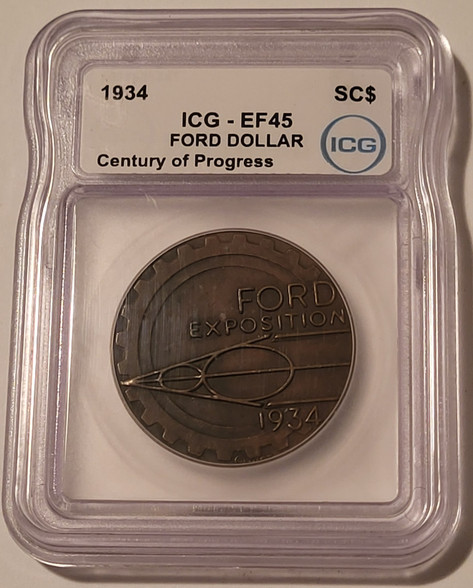 1934 SC$
ICG - EF45
FORD DOLLAR
Century of Progress
ICG
FORD
EXPOSITION
1934